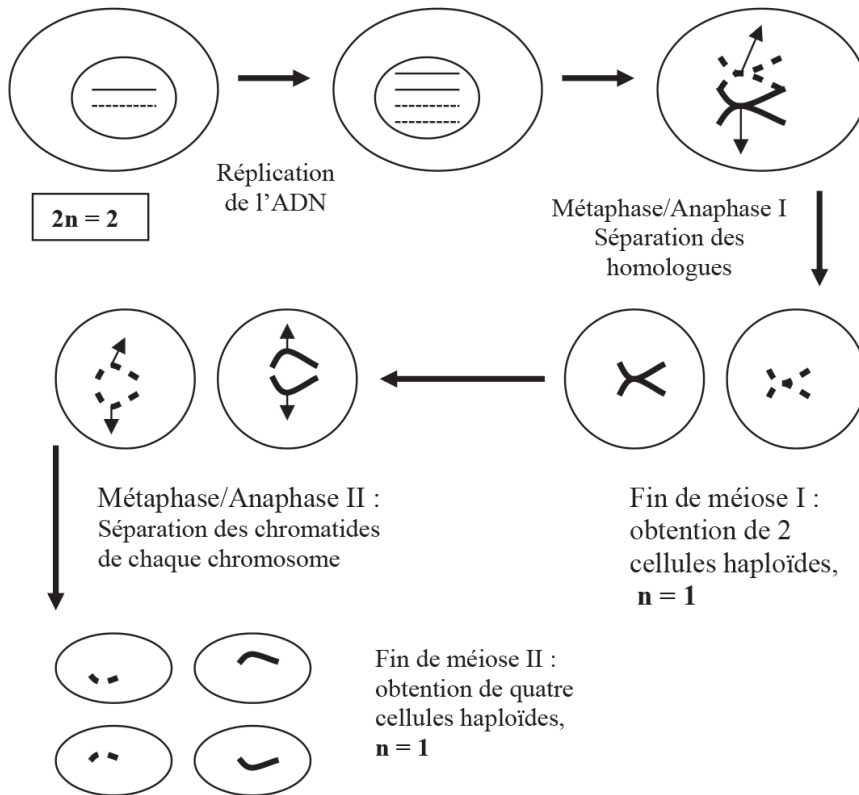 Réplication
de l’ADN
2n = 2
Métaphase/Anaphase I
Séparation des
homologues
Métaphase/Anaphase II :
Séparation des chromatides
de chaque chromosome
Fin de méiose I :
obtention de 2
cellules haploïdes,
n = 1
Fin de méiose II :
obtention de quatre
cellules haploïdes,
n = 1